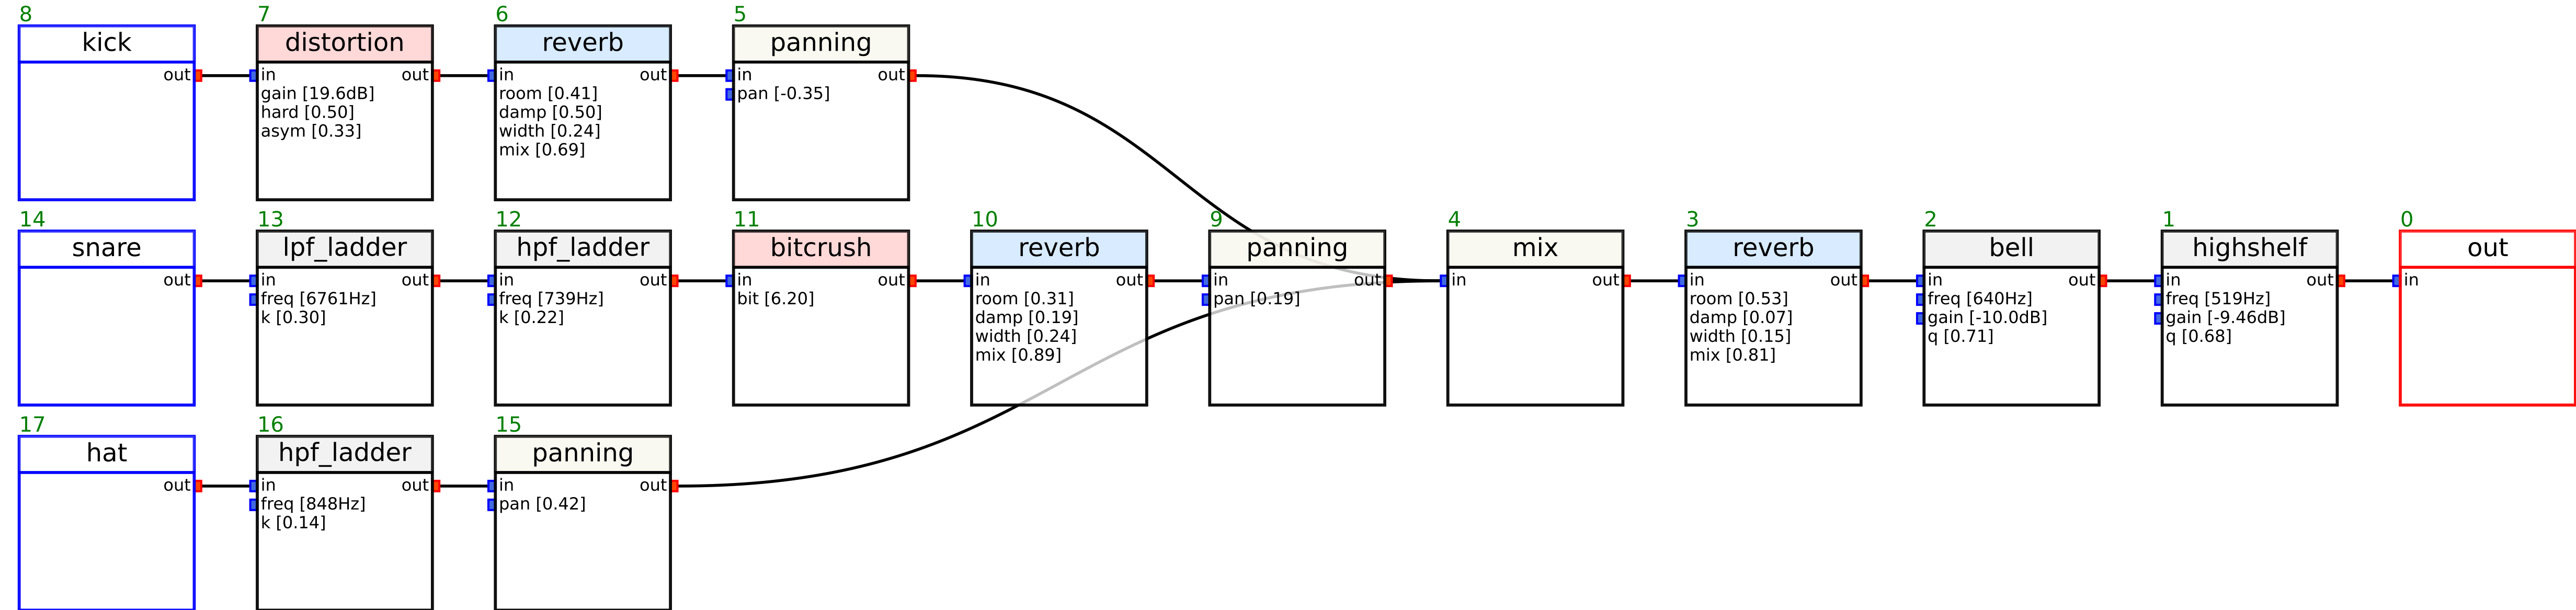 8
kick
out
7
distortion
in out
gain [19.6dB]
hard [0.50]
asym [0.33]
6
reverb
in out
room [0.41]
damp [0.50]
width [0.24]
mix [0.69]
5
panning
in out
pan [-0.35]
14
snare
out
13
lpf_ladder
in out
freq [6761Hz]
k [0.30]
12
hpf_ladder
in out
freq [739Hz]
k [0.22]
11
bitcrush
in out
bit [6.20]
10
reverb
in out
room [0.31]
damp [0.19]
width [0.24]
mix [0.89]
9
panning
in out
pan [0.19]
4
mix
in out
3
reverb
in out
room [0.53]
damp [0.07]
width [0.15]
mix [0.81]
2
bell
in out
freq [640Hz]
gain [-10.0dB]
q [0.71]
1
highshelf
in out
freq [519Hz]
gain [-9.46dB]
q [0.68]
0
out
in
17
hat
out
16
hpf_ladder
in out
freq [848Hz]
k [0.14]
15
panning
in out
pan [0.42]